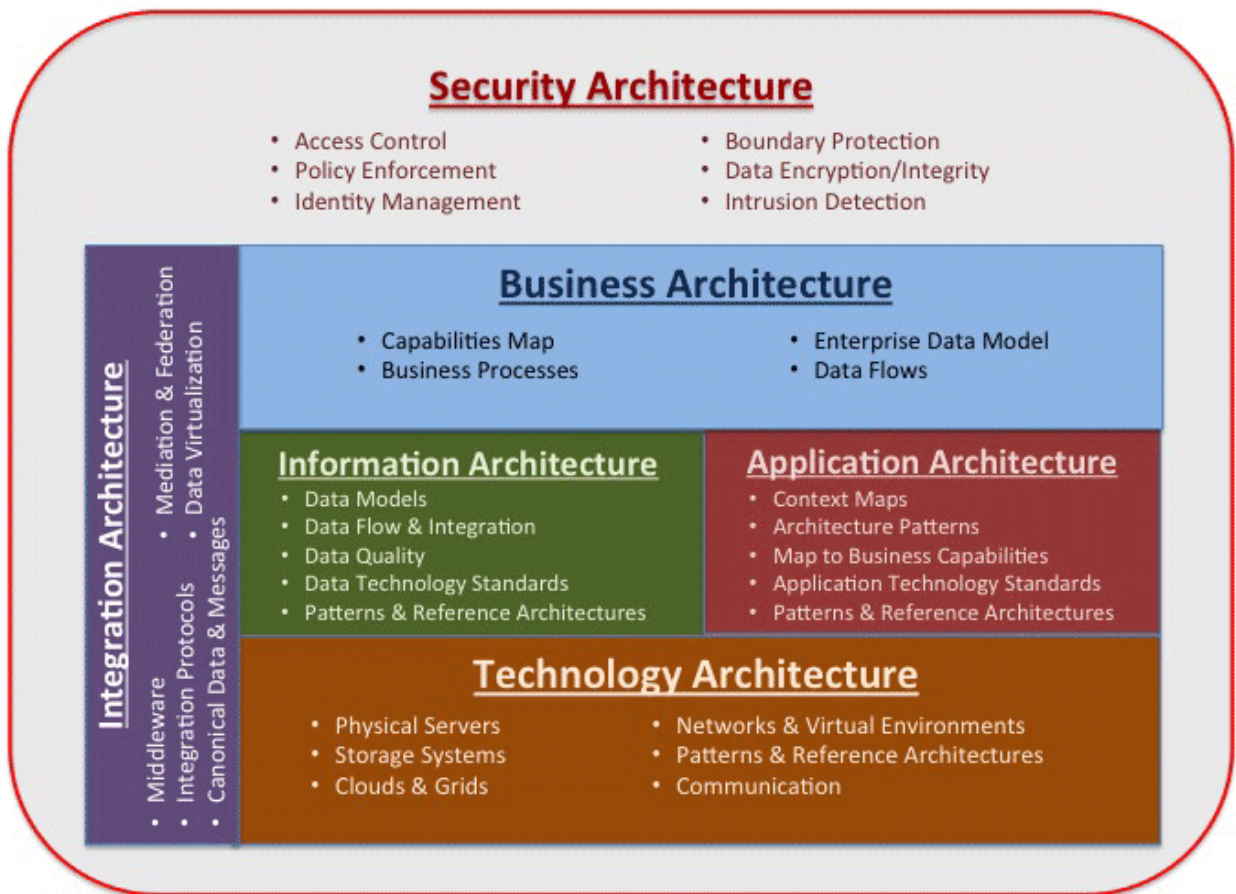 Security Architecture
• Access Control
• Policy Enforcement
• Identity Management
• Boundary Protection
• Data Encryption/Integrity
• Intrusion Detection
Integration Architecture
• Middleware
• Integration Protocols
• Canonical Data & Messages
• Mediation & Federation
• Data Virtualization
Business Architecture
• Capabilities Map
• Business Processes
• Enterprise Data Model
• Data Flows
Information Architecture
• Data Models
• Data Flow & Integration
• Data Quality
• Data Technology Standards
• Patterns & Reference Architectures
Application Architecture
• Context Maps
• Architecture Patterns
• Map to Business Capabilities
• Application Technology Standards
• Patterns & Reference Architectures
Technology Architecture
• Physical Servers
• Storage Systems
• Clouds & Grids
• Networks & Virtual Environments
• Patterns & Reference Architectures
• Communication